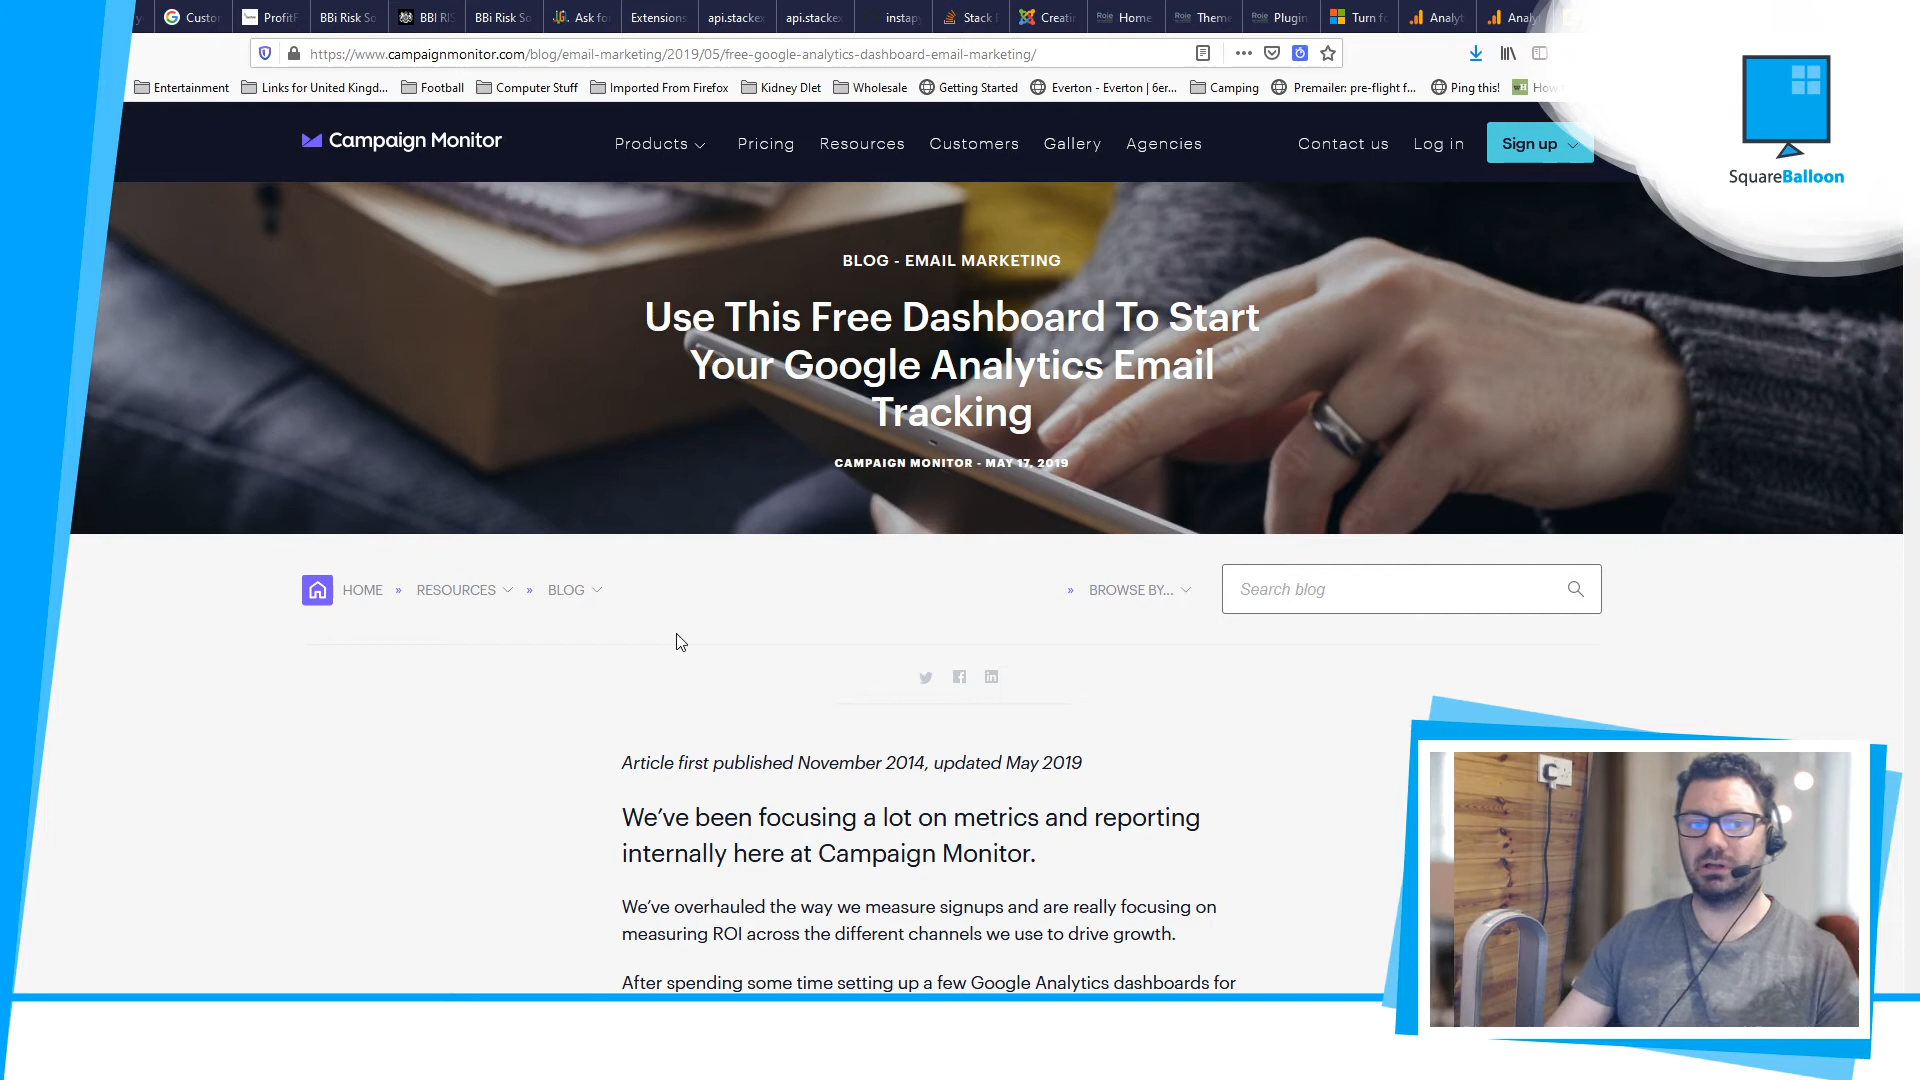 Custo
ProfitF
BBi Risk So
BBI RIS
BBi Risk So
Ask fo
Extensions
api.stackex
api.stackex
instap
Stack
Creati
Home
Theme
Plugin
Turn fo
Analyt
Analy
https://www.campaignmonitor.com/blog/email-marketing/2019/05/free-google-analytics-dashboard-email-marketing/
Entertainment
Links for United Kingd...
Football
Computer Stuff
Imported From Firefox
Kidney DIet
Wholesale
Getting Started
Everton - Everton | 6er...
Camping
Premailer: pre-flight f...
Ping this!
How
Campaign Monitor
Products
Pricing
Resources
Customers
Gallery
Agencies
Contact us
Log in
Sign up
SquareBalloon
BLOG - EMAIL MARKETING
Use This Free Dashboard To Start
Your Google Analytics Email
Tracking
CAMPAIGN MONITOR - MAY 17, 2019
HOME » RESOURCES » BLOG
» BROWSE BY...
Search blog
Article first published November 2014, updated May 2019
We’ve been focusing a lot on metrics and reporting
internally here at Campaign Monitor.
We’ve overhauled the way we measure signups and are really focusing on
measuring ROI across the different channels we use to drive growth.
After spending some time setting up a few Google Analytics dashboards for